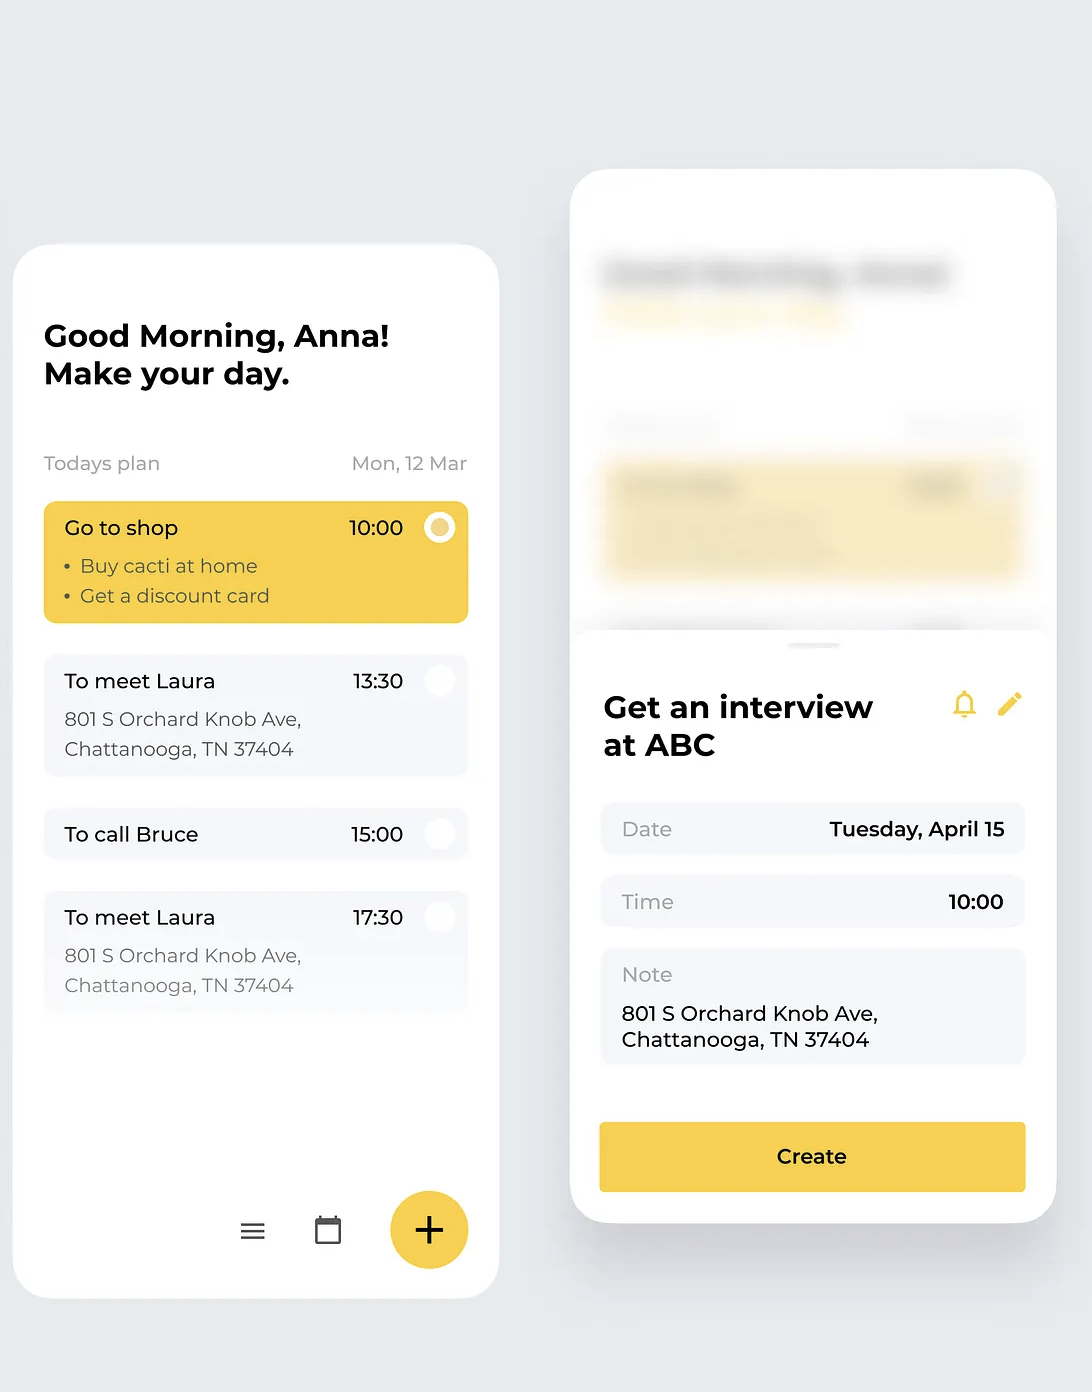 Good Morning, Anna!
Make your day.
Todays plan
Mon, 12 Mar
Go to shop
10:00
• Buy cacti at home
• Get a discount card
To meet Laura
13:30
801 S Orchard Knob Ave,
Chattanooga, TN 37404
To call Bruce
15:00
To meet Laura
17:30
801 S Orchard Knob Ave,
Chattanooga, TN 37404
Get an interview
at ABC
Date
Tuesday, April 15
Time
10:00
Note
801 S Orchard Knob Ave,
Chattanooga, TN 37404
Create